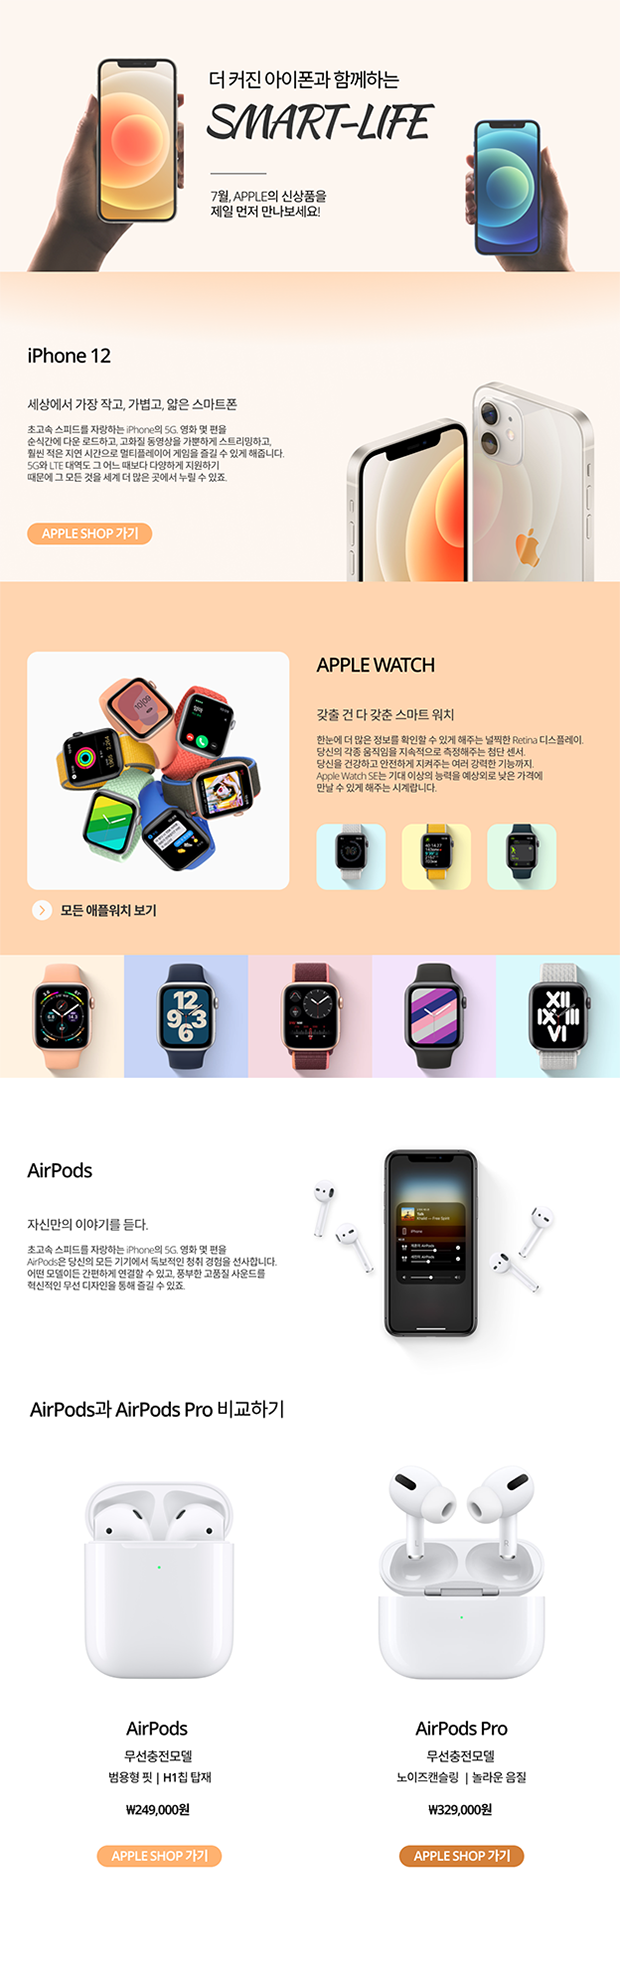 더 커진 아이폰과 함께하는
SMART-LIFE
7월, APPLE의 신상품을
제일 먼저 만나보세요!
iPhone 12
세상에서 가장 작고, 가볍고, 얇은 스마트폰
초고속 스피드를 자랑하는 iPhone의 5G. 영화 몇 편을
순식간에 다운 로드하고, 고화질 동영상을 가뿐하게 스트리밍하고,
훨씬 적은 지연 시간으로 멀티플레이어 게임을 즐길 수 있게 해줍니다.
5G와 LTE 대역도 그 어느 때보다 다양하게 지원하기
때문에 그 모든 것을 세계 더 많은 곳에서 누릴 수 있죠.
APPLE SHOP 가기
APPLE WATCH
갖출 건 다 갖춘 스마트 워치
한눈에 더 많은 정보를 확인할 수 있게 해주는 널찍한 Retina 디스플레이.
당신의 각종 움직임을 지속적으로 측정해주는 첨단 센서.
당신을 건강하고 안전하게 지켜주는 여러 강력한 기능까지.
Apple Watch SE는 기대 이상의 능력을 예상외로 낮은 가격에
만날 수 있게 해주는 시계랍니다.
모든 애플워치 보기
12
9 3
6
XII
IX III
VI
AirPods
자신만의 이야기를 듣다.
초고속 스피드를 자랑하는 iPhone의 5G. 영화 몇 편을
AirPods은 당신의 모든 기기에서 독보적인 청취 경험을 선사합니다.
어떤 모델이든 간편하게 연결할 수 있고, 풍부한 고품질 사운드를
혁신적인 무선 디자인을 통해 즐길 수 있죠.
AirPods과 AirPods Pro 비교하기
AirPods
무선충전모델
범용형 핏 | H1칩 탑재
₩249,000원
APPLE SHOP 가기
AirPods Pro
무선충전모델
노이즈캔슬링 | 놀라운 음질
₩329,000원
APPLE SHOP 가기